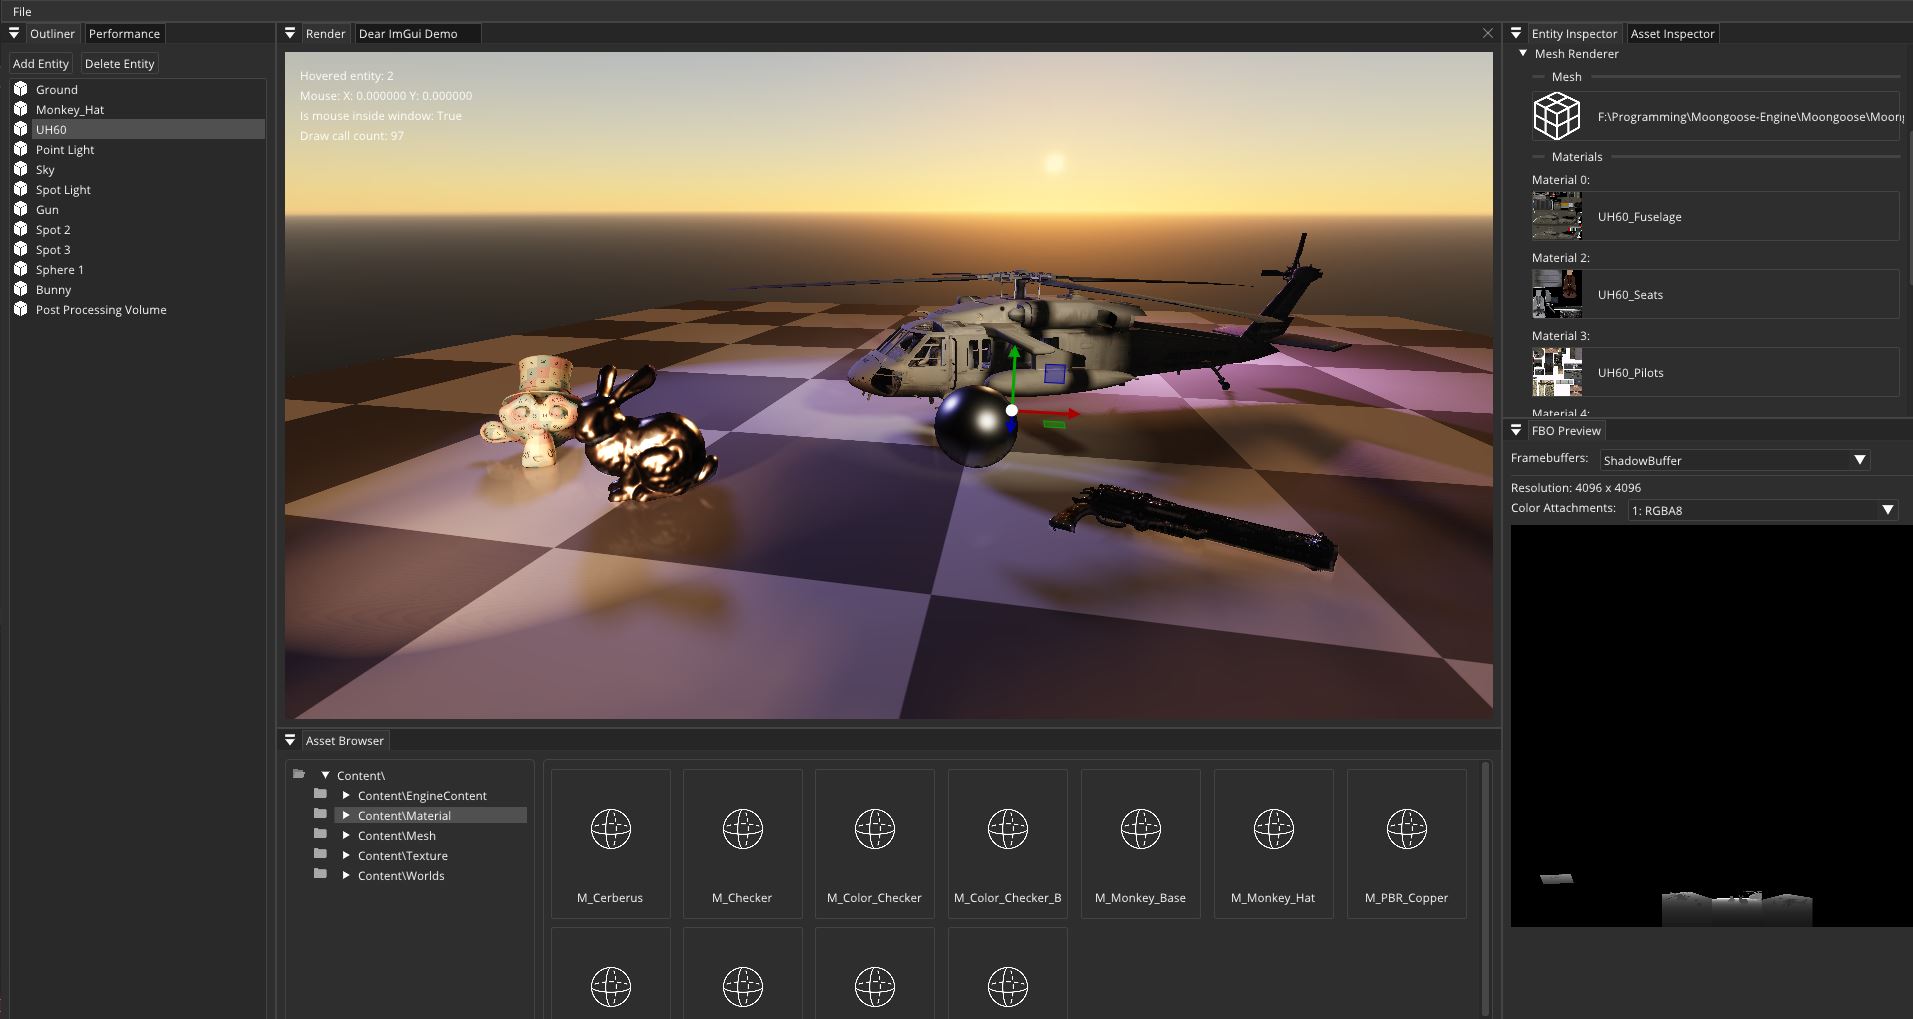 File
Outliner
Performance
Add Entity
Delete Entity
Ground
Monkey_Hat
UH60
Point Light
Sky
Spot Light
Gun
Spot 2
Spot 3
Sphere 1
Bunny
Post Processing Volume
Render
Dear ImGui Demo
Hovered entity: 2
Mouse: X: 0.000000 Y: 0.000000
Is mouse inside window: True
Draw call count: 97
Asset Browser
Content\
Content\EngineContent
Content\Material
Content\Mesh
Content\Texture
Content\Worlds
M_Cerberus
M_Checker
M_Color_Checker
M_Color_Checker_B
M_Monkey_Base
M_Monkey_Hat
M_PBR_Copper
Entity Inspector
Asset Inspector
Mesh Renderer
Mesh
F:\Programming\Moongoose-Engine\Moongoose\Moong
Materials
Material 0:
UH60_Fuselage
Material 2:
UH60_Seats
Material 3:
UH60_Pilots
Material 4:
FBO Preview
Framebuffers:
ShadowBuffer
Resolution: 4096 x 4096
Color Attachments:
1: RGBA8